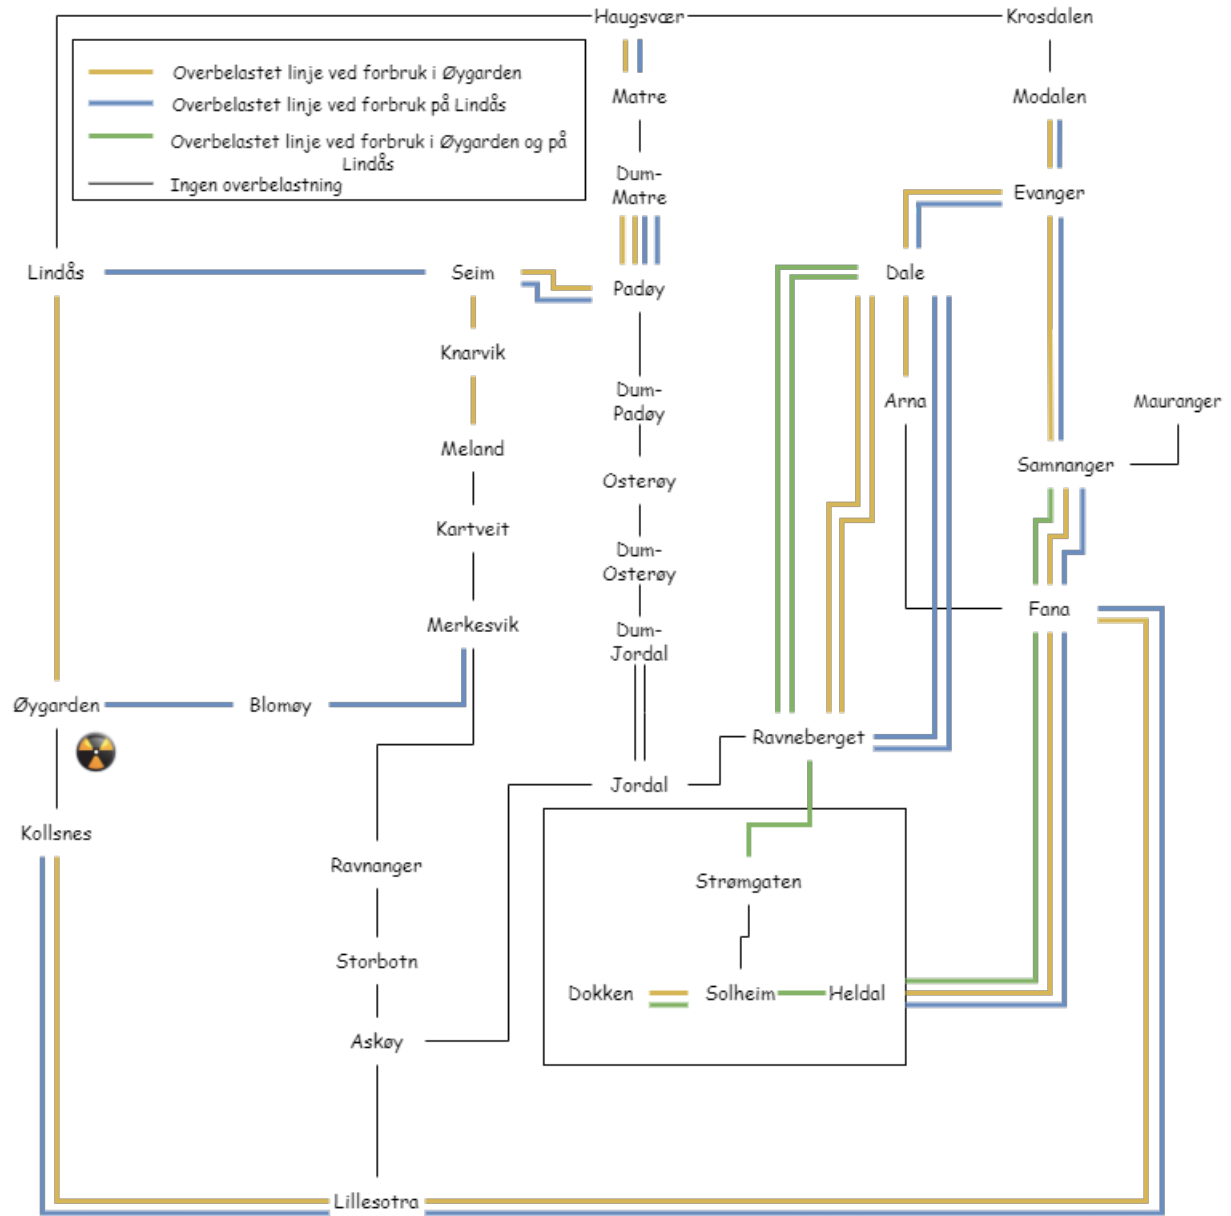 Haugsvær
Krosdalen
Overbelastet linje ved forbruk i Øygarden
Overbelastet linje ved forbruk på Lindås
Overbelastet linje ved forbruk i Øygarden og på
Lindås
Ingen overbelastning
Matre
Modalen
Dum-
Matre
Evanger
Lindås
Seim
Padøy
Dale
Knarvik
Dum-
Padøy
Arna
Mauranger
Meland
Samnanger
Osterøy
Kartveit
Dum-
Osterøy
Merkesvik
Fana
Dum-
Jordal
Øygarden
Blomøy
Ravneberget
Jordal
Kollsnes
Ravnanger
Strømgaten
Storbotn
Dokken
Solheim
Heldal
Askøy
Lillesotra